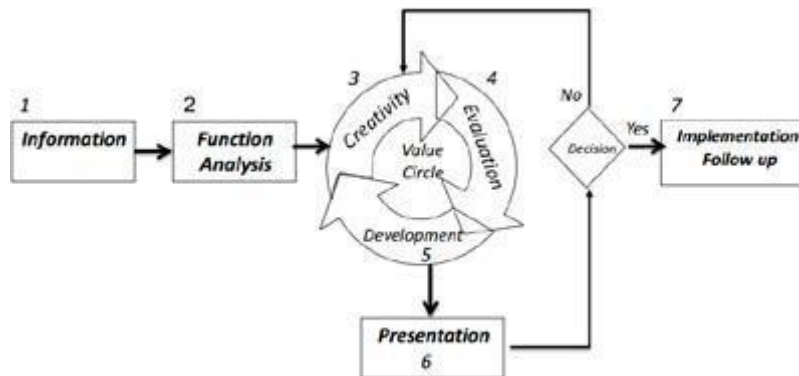 1
Information
2
Function
Analysis
3
Creativity
4
Evaluation
Value
Circle
Development
5
Presentation
6
No
Decision
Yes
7
Implementation
Follow up